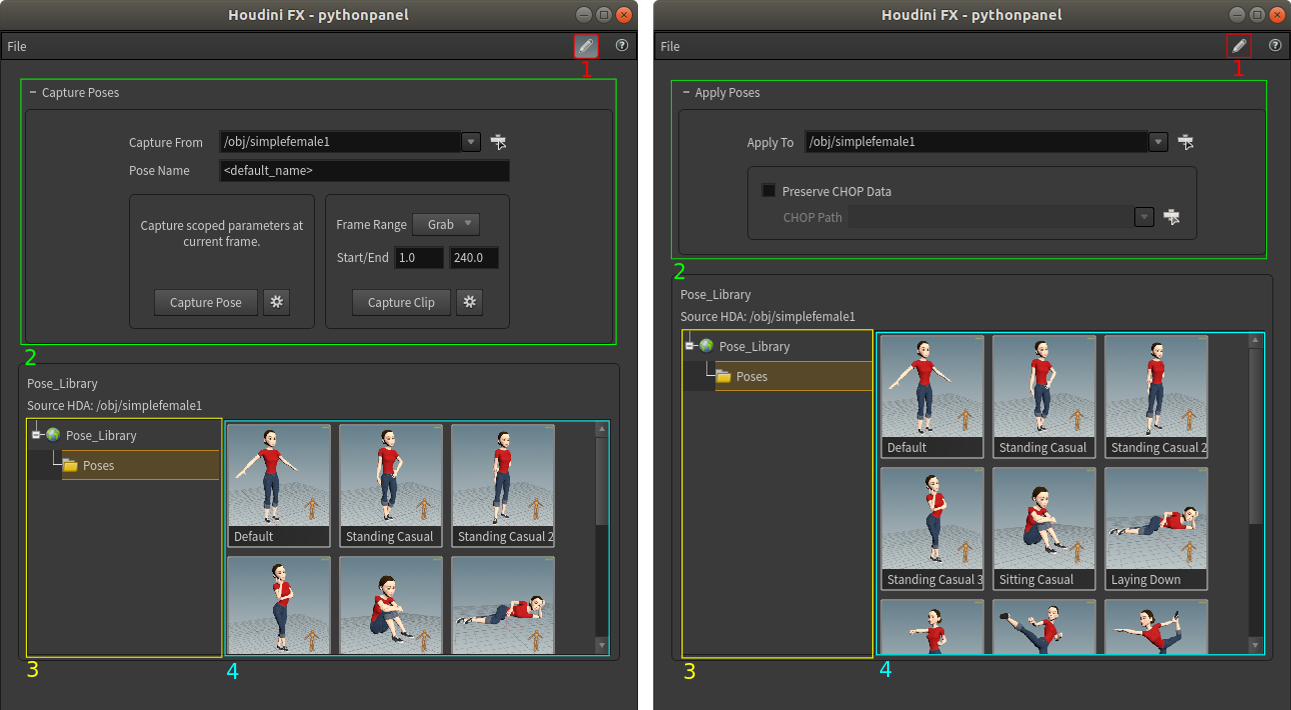 Houdini FX - pythonpanel
File
1
Capture Poses
Capture From /obj/simplefemale1
Pose Name <default_name>
Capture scoped parameters at
current frame.
Capture Pose
Frame Range Grab
Start/End 1.0 240.0
Capture Clip
2
Pose_Library
Source HDA: /obj/simplefemale1
Pose_Library
Poses
Default
Standing Casual
Standing Casual 2
3
4
Houdini FX - pythonpanel
File
1
Apply Poses
Apply To /obj/simplefemale1
Preserve CHOP Data
CHOP Path
2
Pose_Library
Source HDA: /obj/simplefemale1
Pose_Library
Poses
Default
Standing Casual
Standing Casual 2
Standing Casual 3
Sitting Casual
Laying Down
3
4